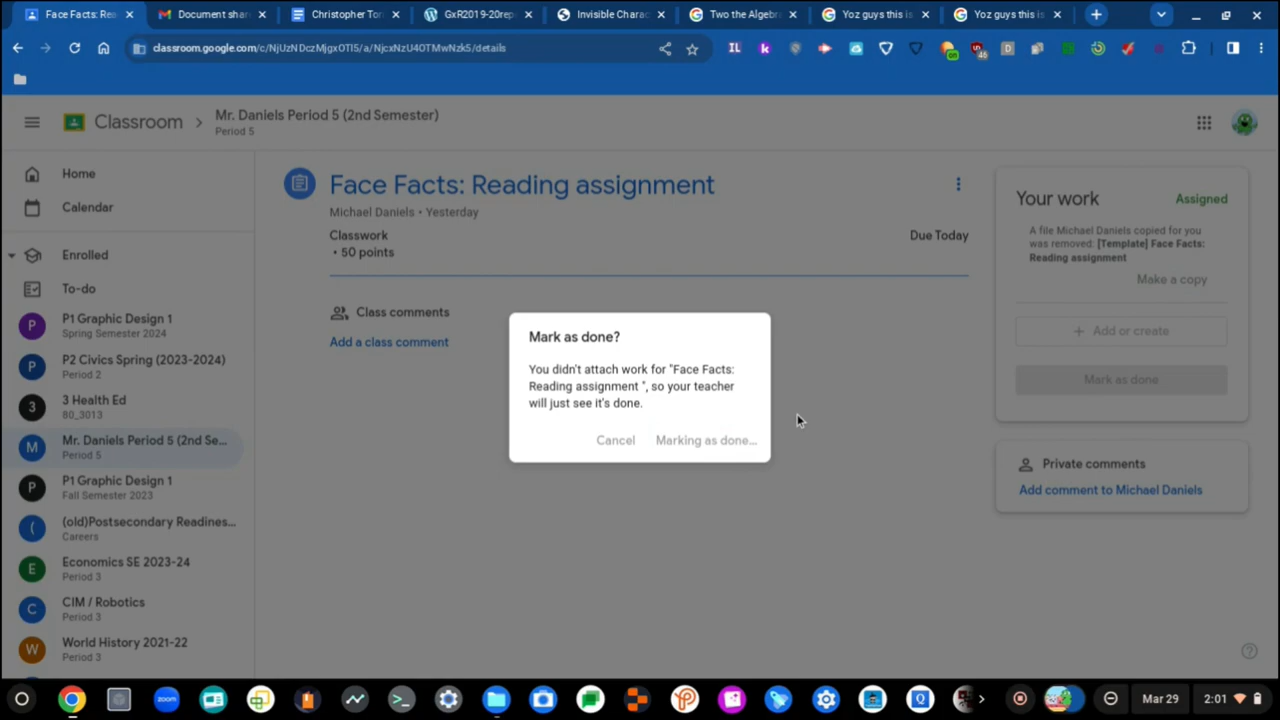 Face Facts: Rea
Document shar
Christopher Tor
GxR2019-20rep
Invisible Charac
Two the Algebra
Yoz guys this is
Yoz guys this is
classroom.google.com/c/NjUzNDczMjgxOTI5/a/NjcxNzU4OTMwNzk5/details
IL
k
on
46
D
Classroom
Mr. Daniels Period 5 (2nd Semester)
Period 5
Home
Calendar
Enrolled
To-do
P
P1 Graphic Design 1
Spring Semester 2024
P
P2 Civics Spring (2023-2024)
Period 2
3
3 Health Ed
80_3013
M
Mr. Daniels Period 5 (2nd Se...
Period 5
P
P1 Graphic Design 1
Fall Semester 2023
(
(old)Postsecondary Readines...
Careers
E
Economics SE 2023-24
Period 3
C
CIM / Robotics
Period 3
W
World History 2021-22
Period 3
Face Facts: Reading assignment
Michael Daniels • Yesterday
Classwork
• 50 points
Due Today
Class comments
Add a class comment
Mark as done?
You didn't attach work for "Face Facts:
Reading assignment ", so your teacher
will just see it's done.
Cancel
Marking as done...
Your work
Assigned
A file Michael Daniels copied for you
was removed: [Template] Face Facts:
Reading assignment
Make a copy
Add or create
Mark as done
Private comments
Add comment to Michael Daniels
zoom
Q
Mar 29
2:01